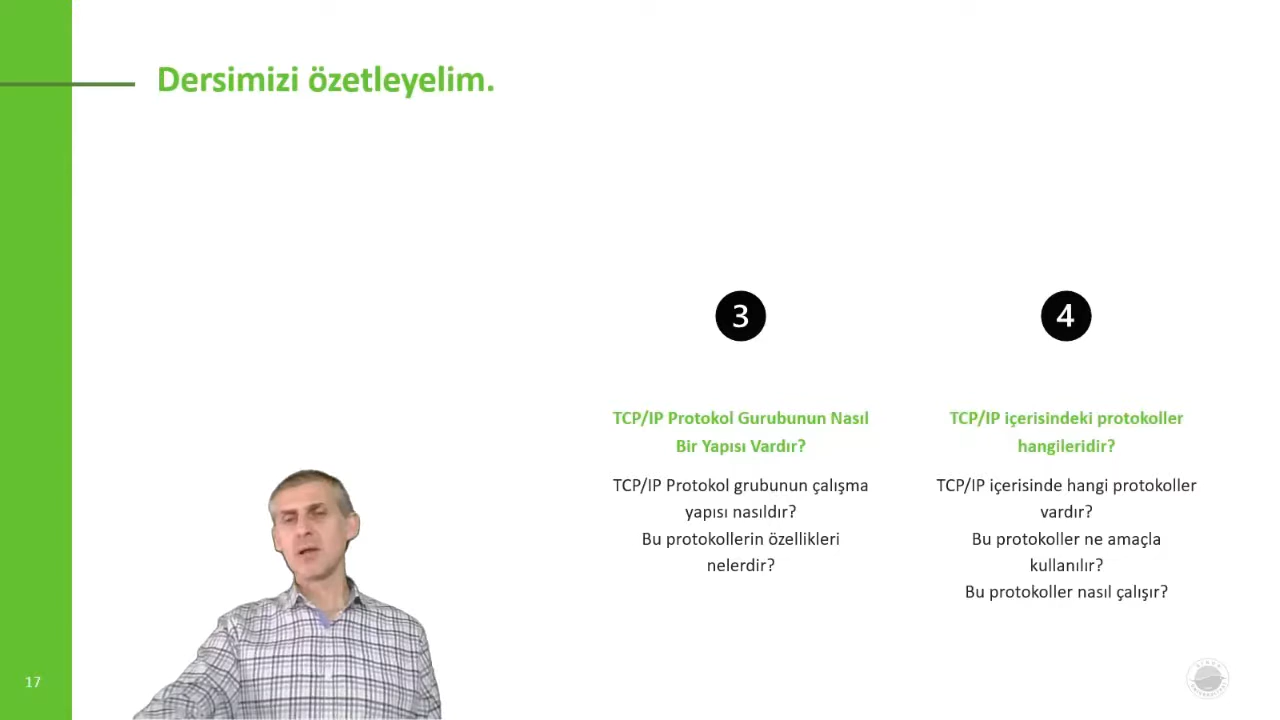 Dersimizi özetleyelim.
3
TCP/IP Protokol Gurubunun Nasıl
Bir Yapısı Vardır?
TCP/IP Protokol grubunun çalışma
yapısı nasıldır?
Bu protokollerin özellikleri
nelerdir?
4
TCP/IP içerisindeki protokoller
hangileridir?
TCP/IP içerisinde hangi protokoller
vardır?
Bu protokoller ne amaçla
kullanılır?
Bu protokoller nasıl çalışır?
17